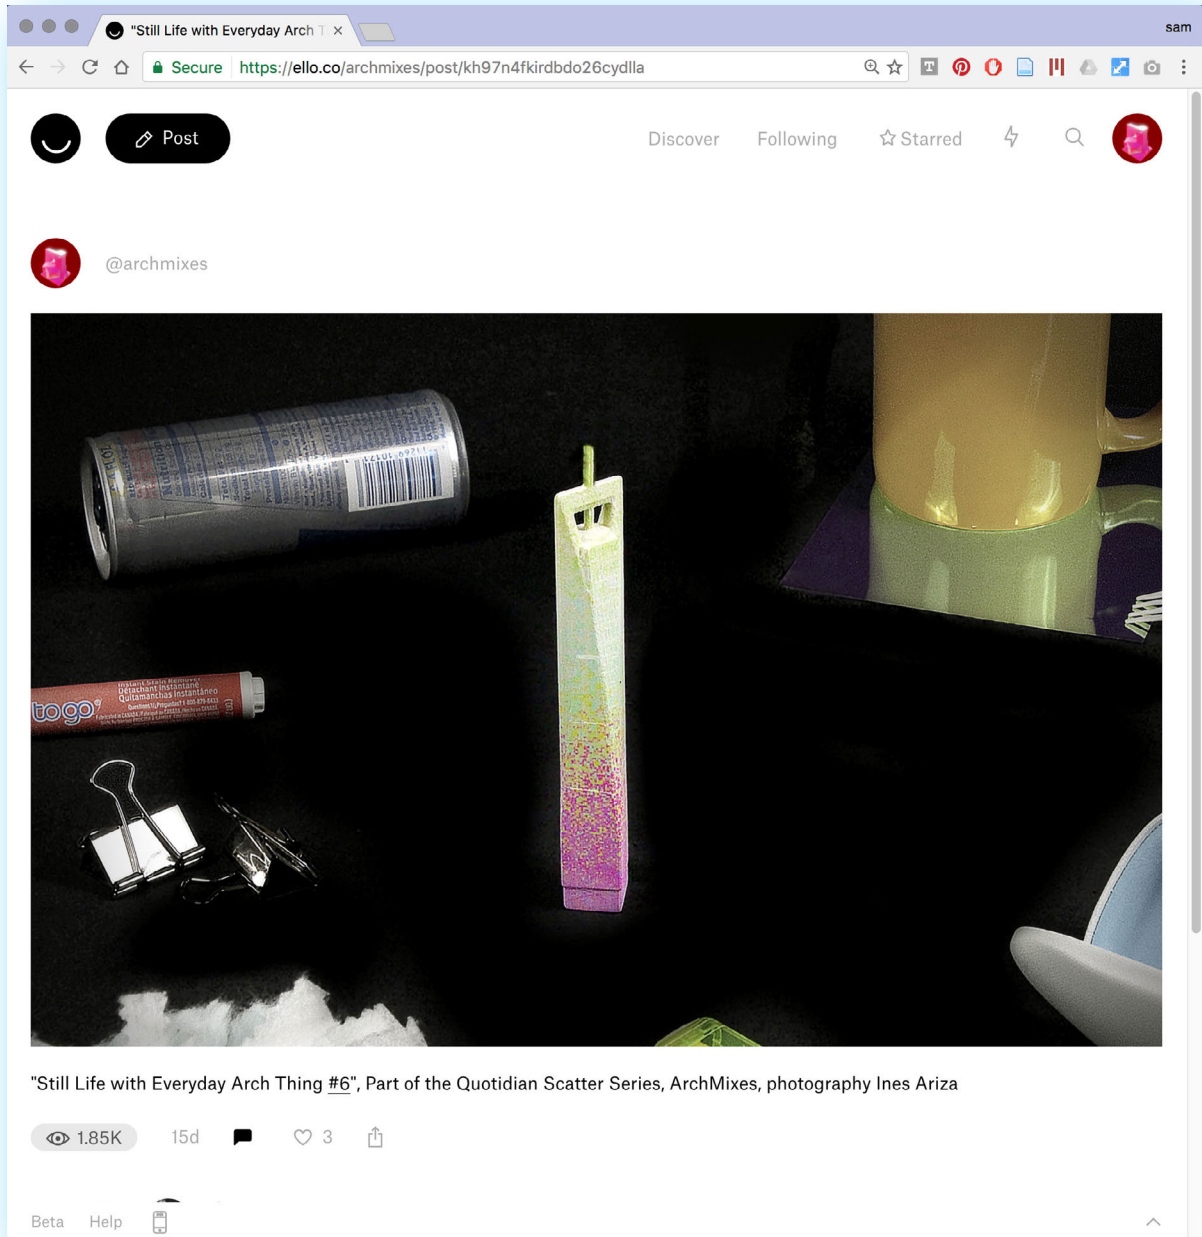 "Still Life with Everyday Arch T
sam
Secure https://ello.co/archmixes/post/kh97n4fkirdbdo26cydlla
Post
Discover Following Starred
@archmixes
Instant Stain Remover
Détachant Instantané
Quitamanchas Instantáneo
to go
"Still Life with Everyday Arch Thing #6", Part of the Quotidian Scatter Series, ArchMixes, photography Ines Ariza
1.85K 15d 3
Beta Help